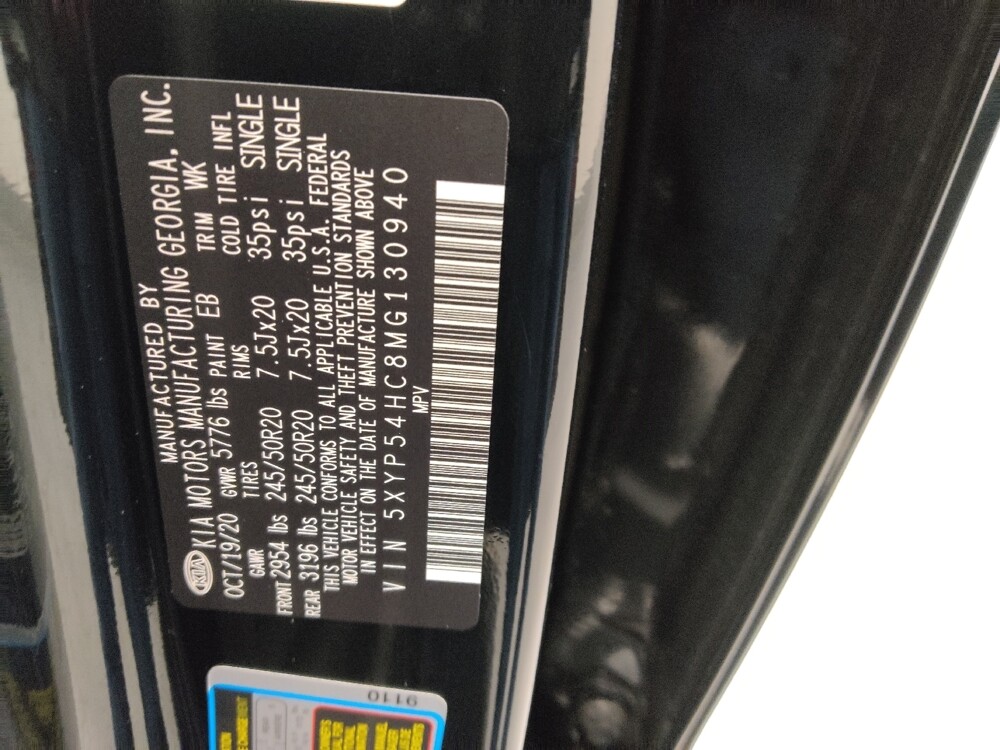 MANUFACTURED BY
KIA KIA MOTORS MANUFACTURING GEORGIA, INC.
OCT/19/20 GVWR 5776 lbs PAINT EB TRIM WK
GAWR TIRES RIMS COLD TIRE INFL
FRONT 2954 lbs 245/50R20 7.5Jx20 35psi SINGLE
REAR 3196 lbs 245/50R20 7.5Jx20 35psi SINGLE
THIS VEHICLE CONFORMS TO ALL APPLICABLE U.S.A. FEDERAL
MOTOR VEHICLE SAFETY AND THEFT PREVENTION STANDARDS
IN EFFECT ON THE DATE OF MANUFACTURE SHOWN ABOVE
VIN 5XYP54HC8MG130940
MPV
9110